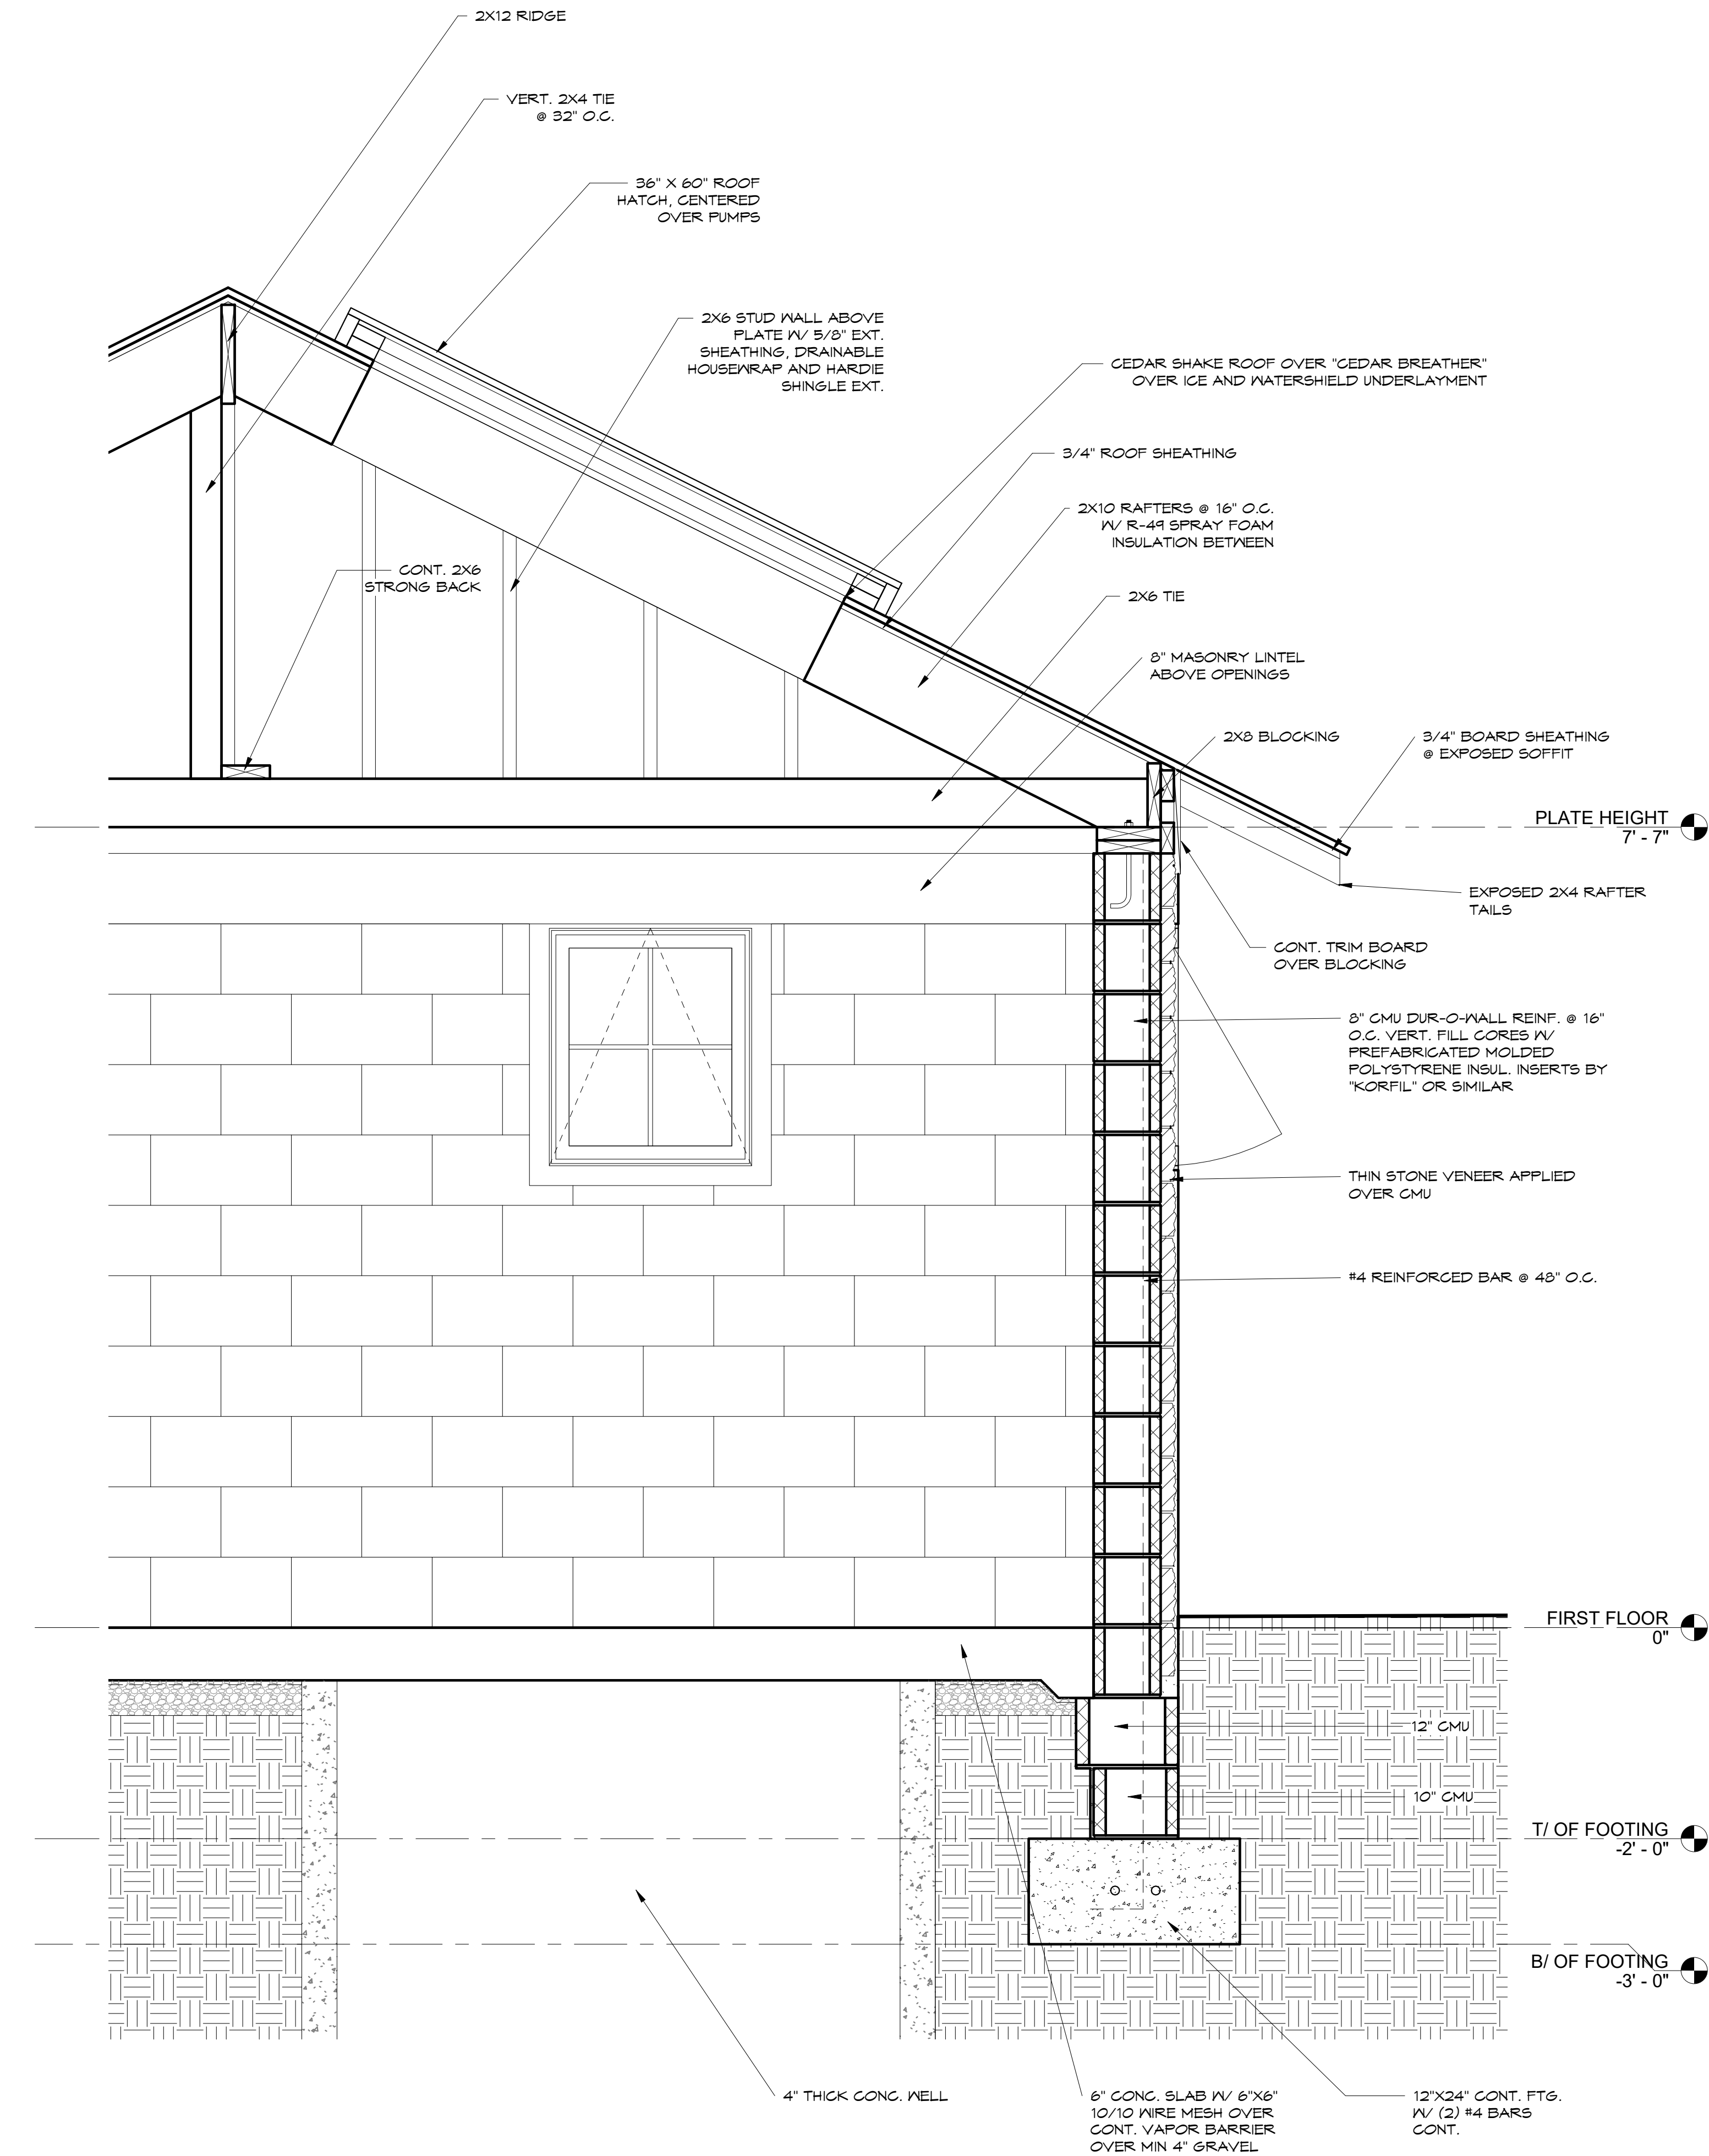 2X12 RIDGE
VERT. 2X4 TIE
@ 32" O.C.
36" X 60" ROOF
HATCH, CENTERED
OVER PUMPS
2X6 STUD WALL ABOVE
PLATE W/ 5/8" EXT.
SHEATHING, DRAINABLE
HOUSEWRAP AND HARDIE
SHINGLE EXT.
CEDAR SHAKE ROOF OVER "CEDAR BREATHER"
OVER ICE AND WATERSHIELD UNDERLAYMENT
3/4" ROOF SHEATHING
2X10 RAFTERS @ 16" O.C.
W/ R-49 SPRAY FOAM
INSULATION BETWEEN
CONT. 2X6
STRONG BACK
2X6 TIE
8" MASONRY LINTEL
ABOVE OPENINGS
2X8 BLOCKING
3/4" BOARD SHEATHING
@ EXPOSED SOFFIT
PLATE HEIGHT
7' - 7"
EXPOSED 2X4 RAFTER
TAILS
CONT. TRIM BOARD
OVER BLOCKING
8" CMU DUR-O-WALL REINF. @ 16"
O.C. VERT. FILL CORES W/
PREFABRICATED MOLDED
POLYSTYRENE INSUL. INSERTS BY
"KORFIL" OR SIMILAR
THIN STONE VENEER APPLIED
OVER CMU
#4 REINFORCED BAR @ 48" O.C.
FIRST FLOOR
0"
12" CMU
10" CMU
T/ OF FOOTING
-2' - 0"
B/ OF FOOTING
-3' - 0"
4" THICK CONC. WELL
6" CONC. SLAB W/ 6"X6"
10/10 WIRE MESH OVER
CONT. VAPOR BARRIER
OVER MIN 4" GRAVEL
12"X24" CONT. FTG.
W/ (2) #4 BARS
CONT.